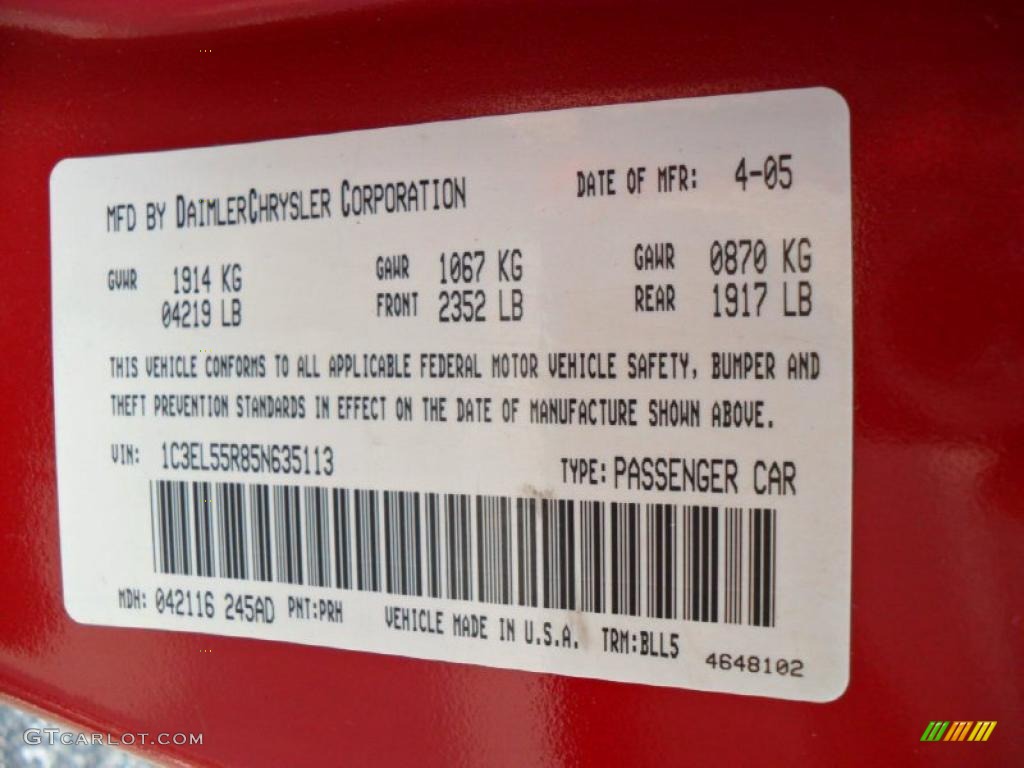 MFD BY DAIMLERCHRYSLER CORPORATION DATE OF MFR: 4-05
GVWR 1914 KG GAWR 1067 KG GAWR 0870 KG
04219 LB FRONT 2352 LB REAR 1917 LB
THIS VEHICLE CONFORMS TO ALL APPLICABLE FEDERAL MOTOR VEHICLE SAFETY, BUMPER AND
THEFT PREVENTION STANDARDS IN EFFECT ON THE DATE OF MANUFACTURE SHOWN ABOVE.
VIN: 1C3EL55R85N635113 TYPE: PASSENGER CAR
MDH: 042116 245AD PNT:PRH VEHICLE MADE IN U.S.A. TRM:BLL5
4648102
GTCARLOT.COM